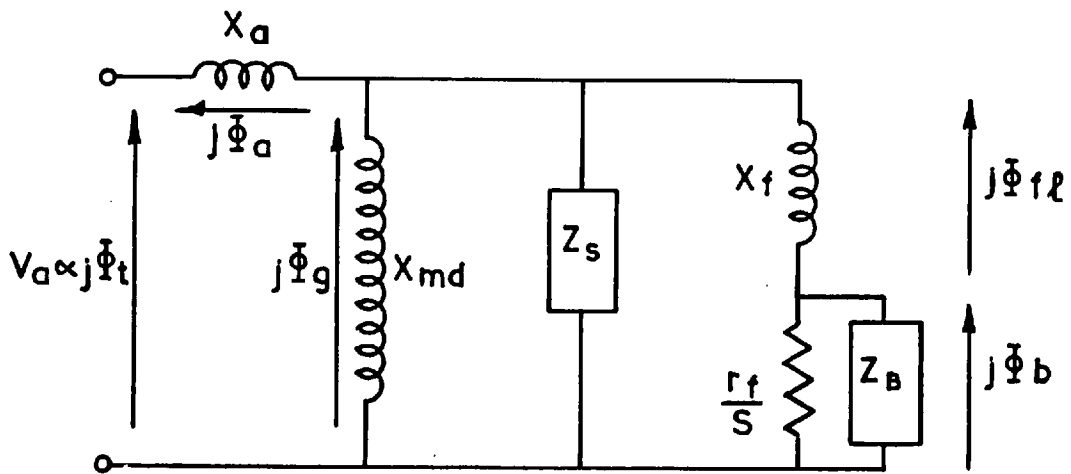 Xa
jΦa
Va∝jΦt
jΦg
Xmd
Zs
Xf
rf
S
ZB
jΦfℓ
jΦb